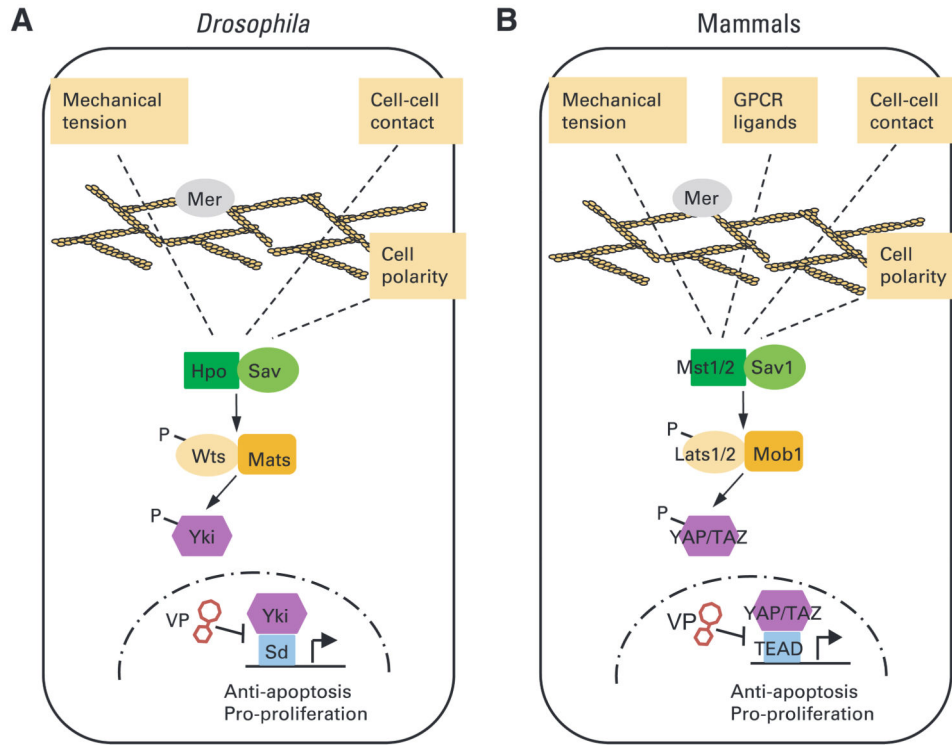 A
Drosophila
Mechanical
tension
Cell-cell
contact
Mer
Cell
polarity
Hpo
Sav
P
Wts
Mats
P
Yki
VP
Yki
Sd
Anti-apoptosis
Pro-proliferation
B
Mammals
Mechanical
tension
GPCR
ligands
Cell-cell
contact
Mer
Cell
polarity
Mst1/2
Sav1
P
Lats1/2
Mob1
P
YAP/TAZ
VP
YAP/TAZ
TEAD
Anti-apoptosis
Pro-proliferation